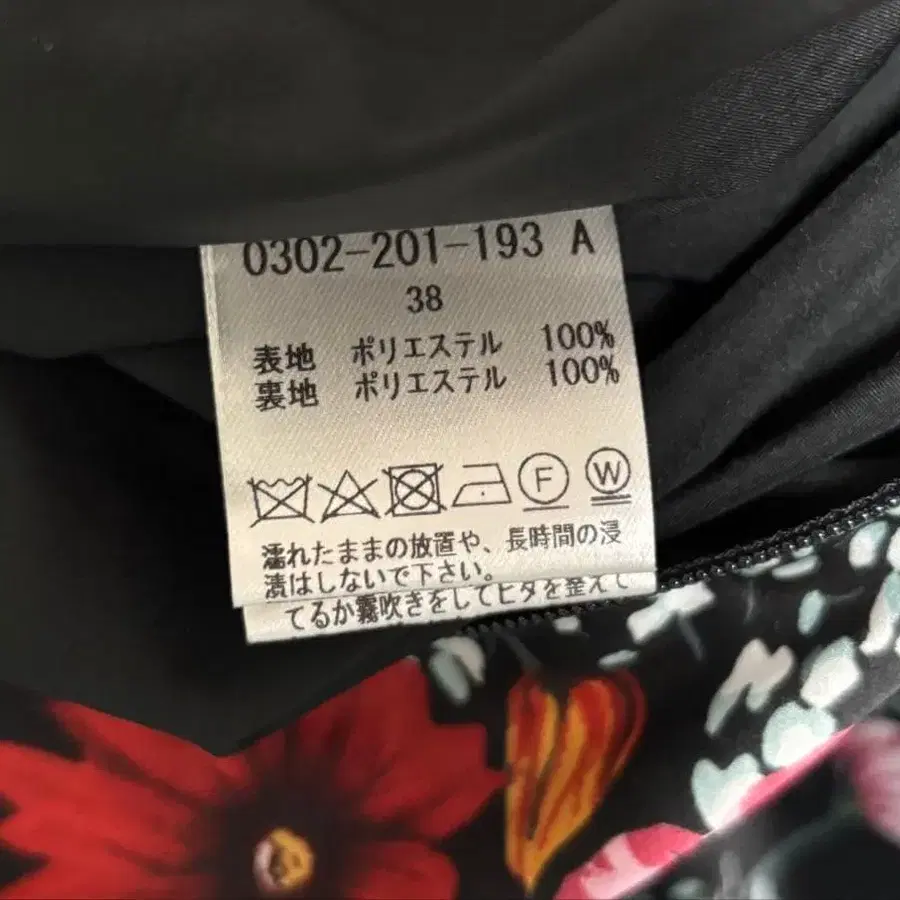 0302-201-193 A
38
表地 ポリエステル 100%
裏地 ポリエステル 100%
F W
濡れたままの放置や、長時間の浸
漬はしないで下さい。
てるか霧吹きをしてヒダを整えて